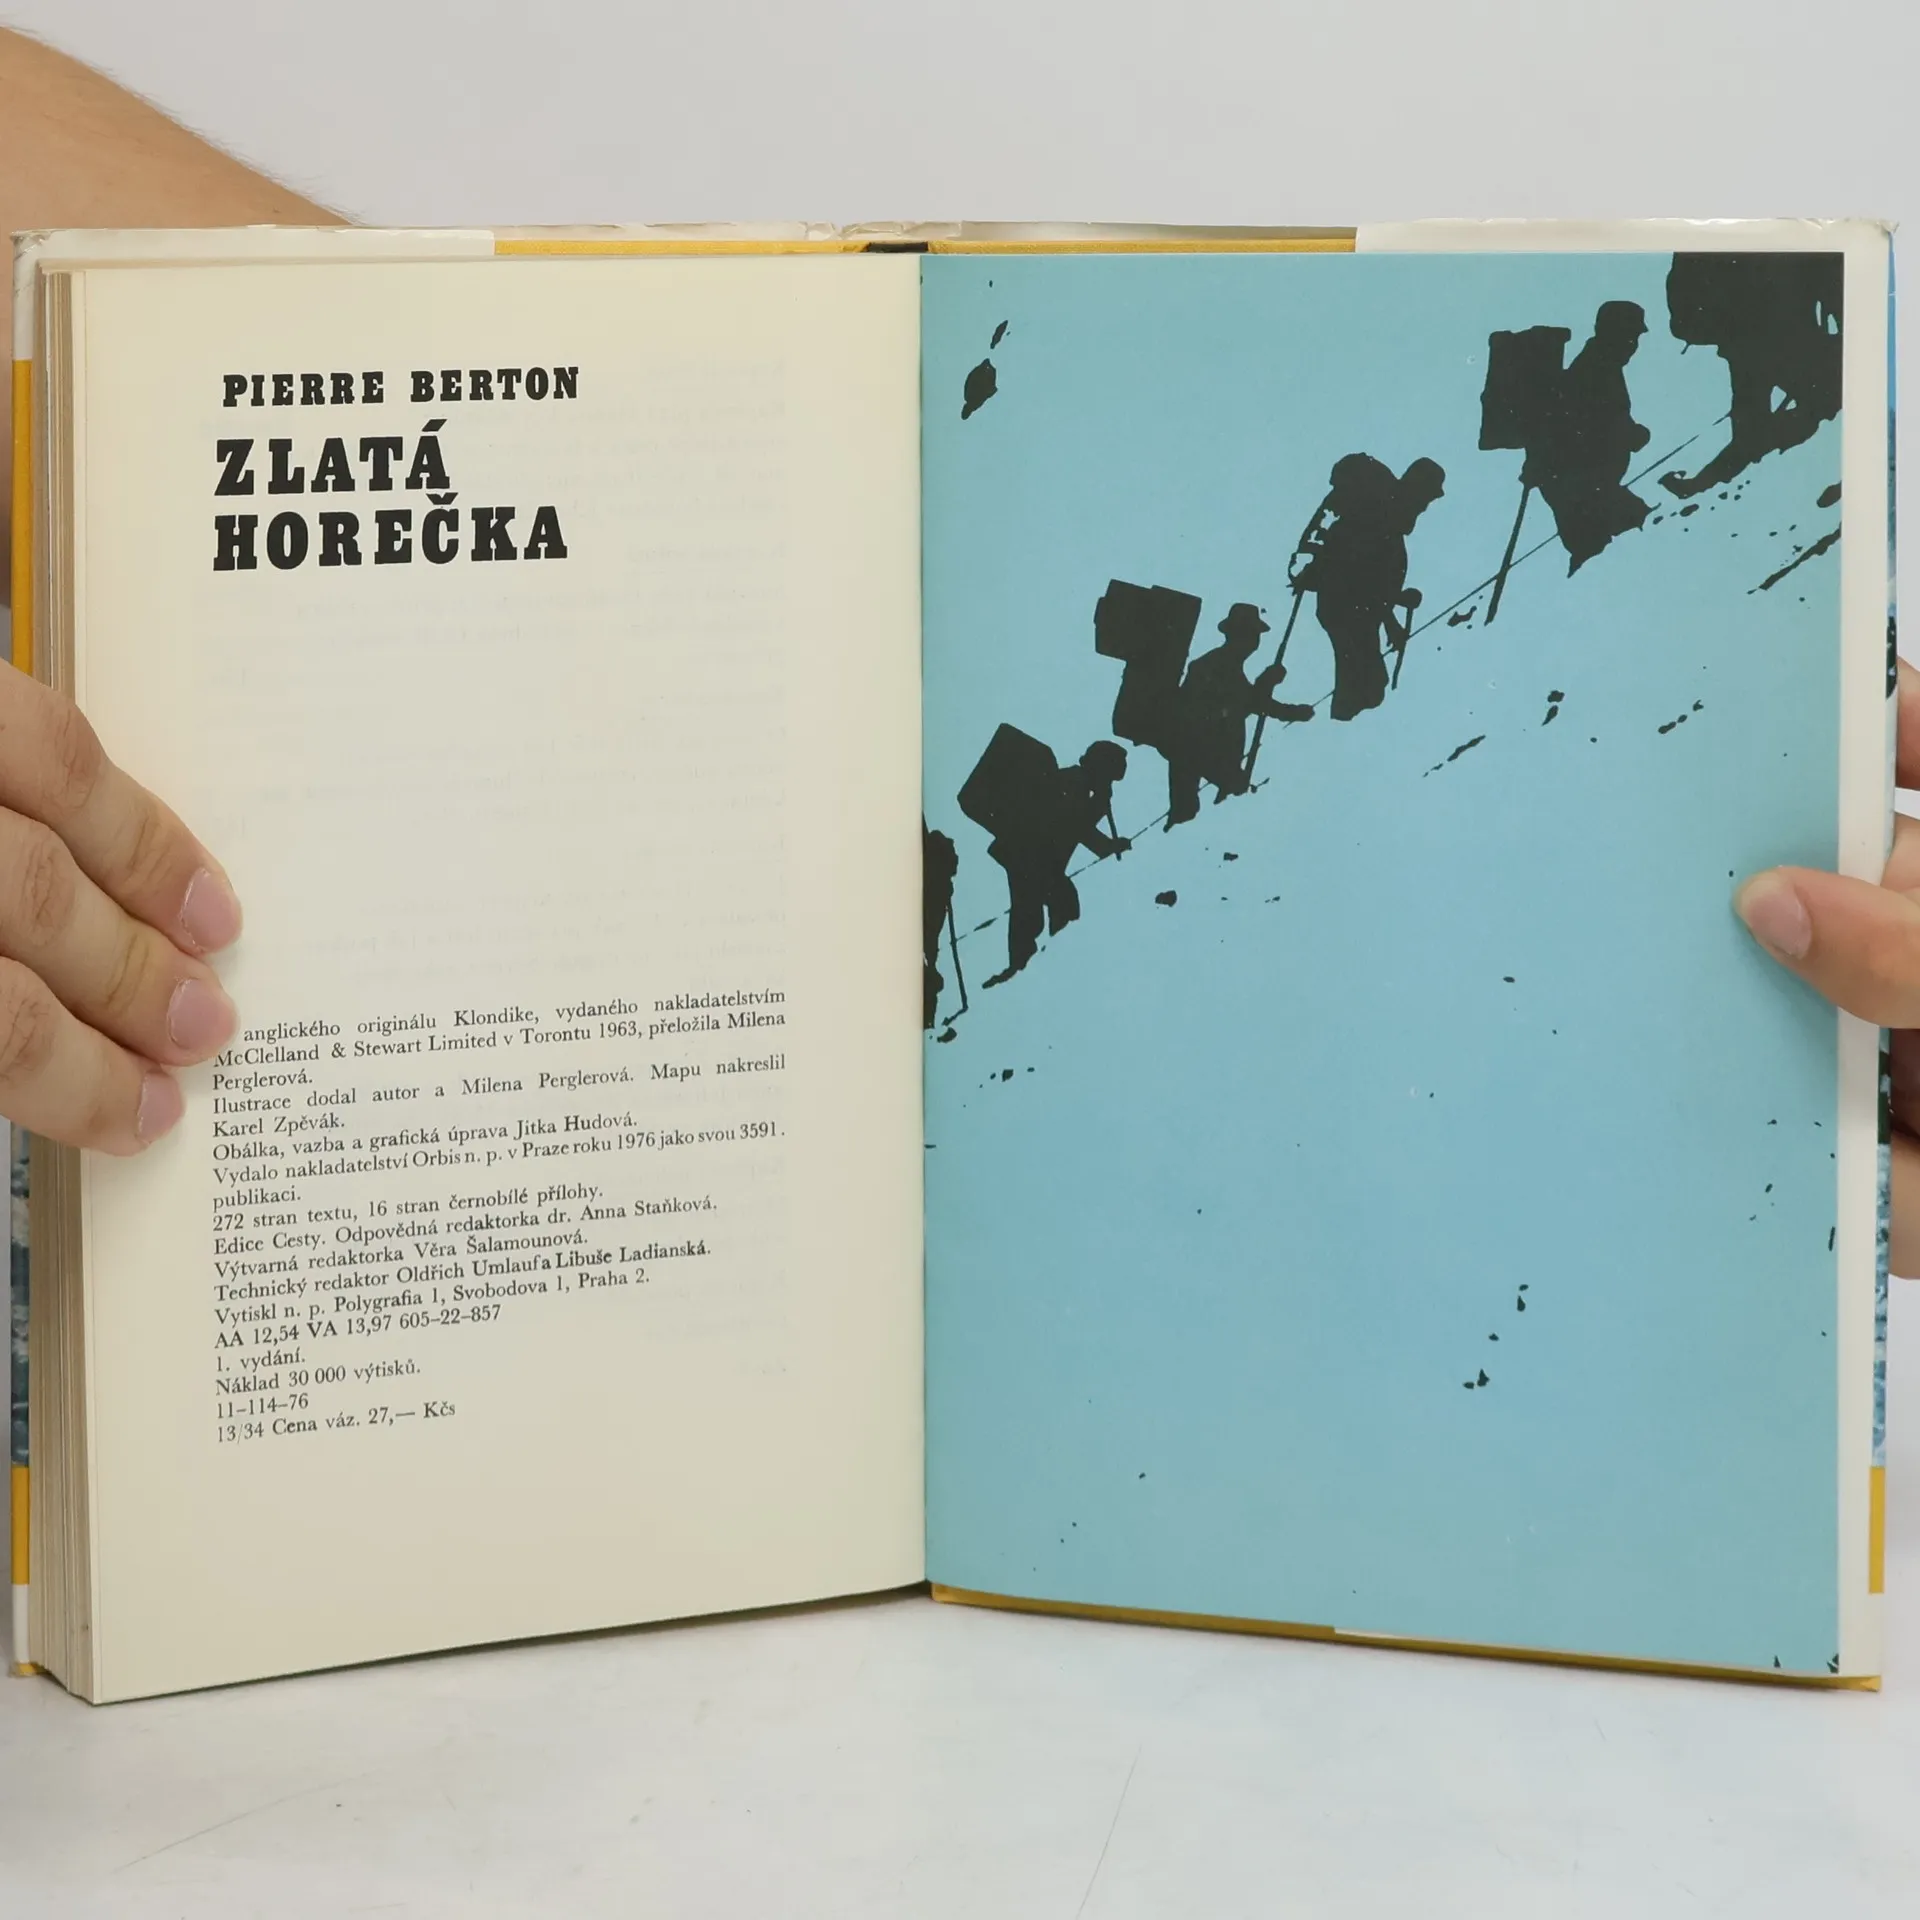 PIERRE BERTON
ZLATÁ
HOREČKA
anglického originálu Klondike, vydaného nakladatelstvím
McClelland & Stewart Limited v Torontu 1963, přeložila Milena
Perglerová.
Ilustrace dodal autor a Milena Perglerová. Mapu nakreslil
Karel Zpěvák.
Obálka, vazba a grafická úprava Jitka Hudová.
Vydalo nakladatelství Orbis n. p. v Praze roku 1976 jako svou 3591.
publikaci.
272 stran textu, 16 stran černobílé přílohy.
Edice Cesty. Odpovědná redaktorka dr. Anna Staňková.
Výtvarná redaktorka Věra Šalamounová.
Technický redaktor Oldřich Umlauf a Libuše Ladianská.
Vytiskl n. p. Polygrafia 1, Svobodova 1, Praha 2.
AA 12,54 VA 13,97 605–22–857
1. vydání.
Náklad 30 000 výtisků.
11–114–76
13/34 Cena váz. 27,— Kčs